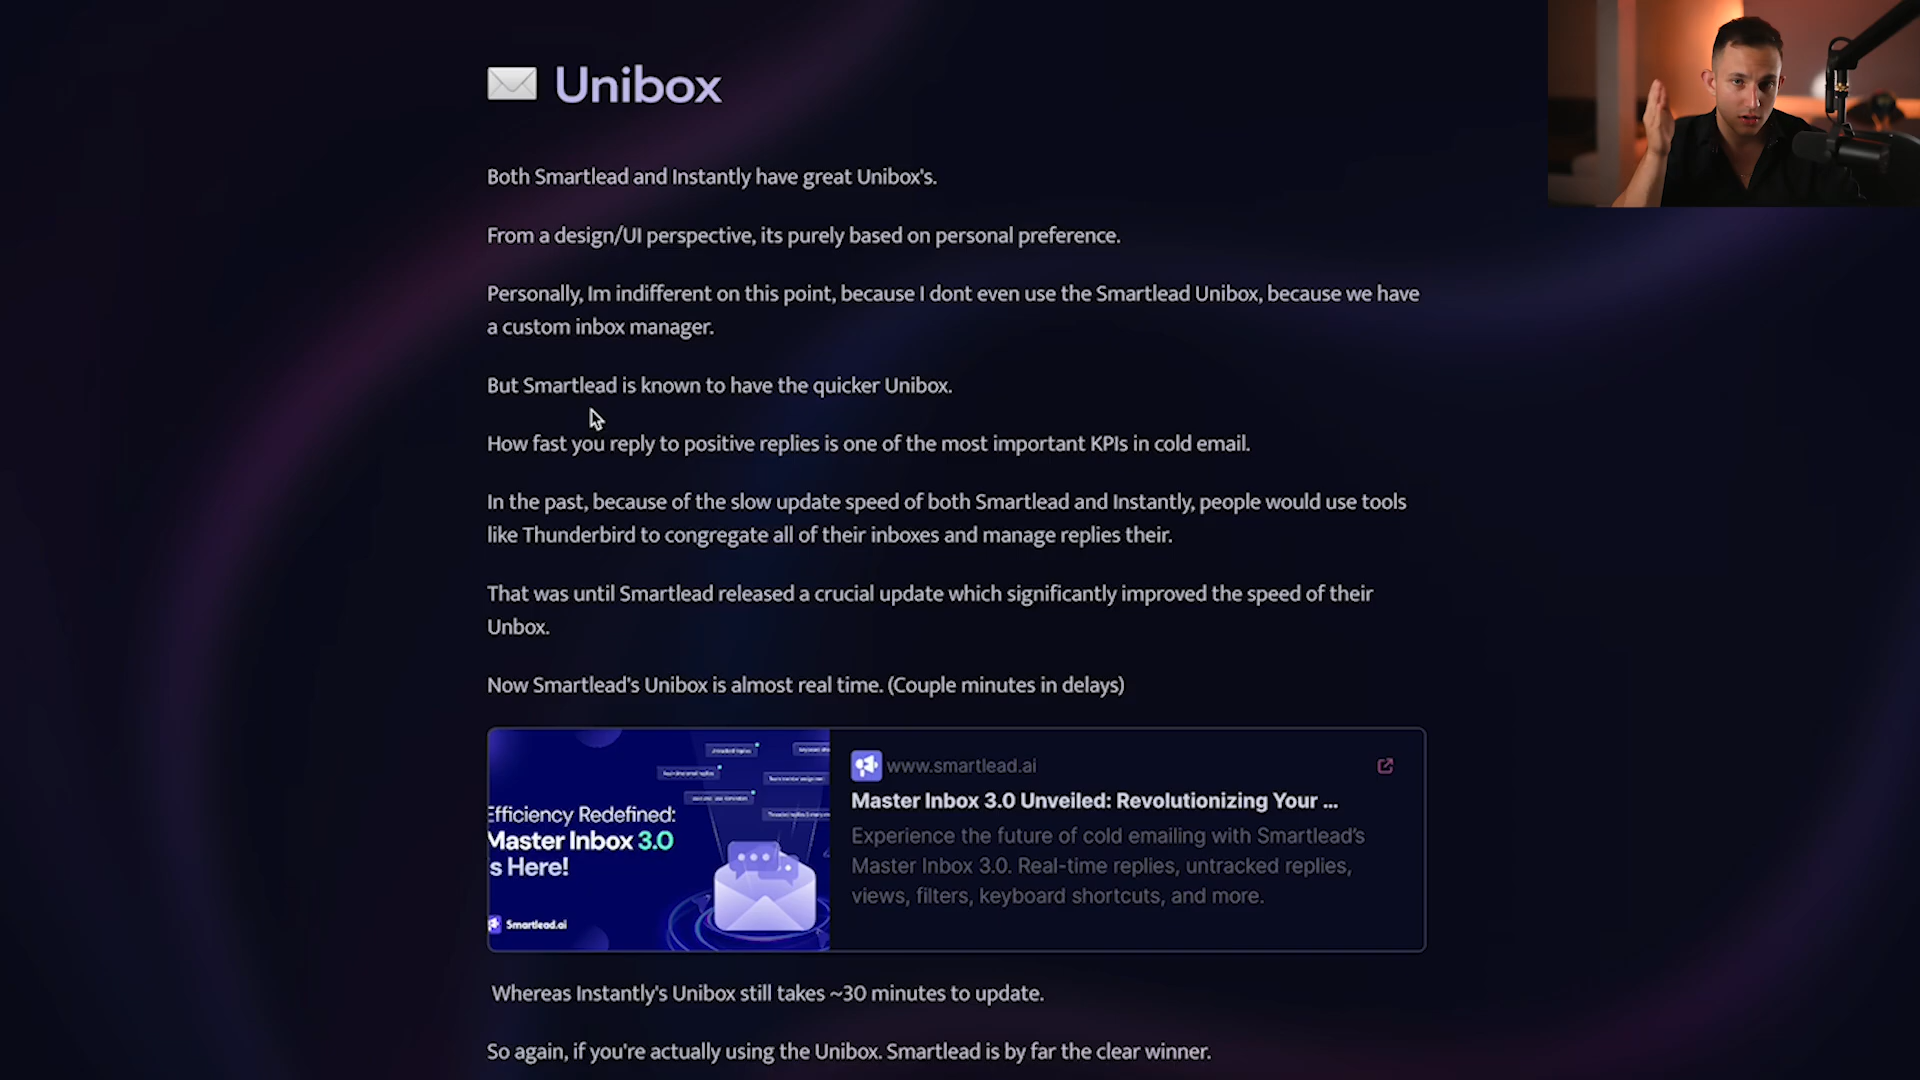 Unibox
Both Smartlead and Instantly have great Unibox's.
From a design/UI perspective, its purely based on personal preference.
Personally, Im indifferent on this point, because I dont even use the Smartlead Unibox, because we have
a custom inbox manager.
But Smartlead is known to have the quicker Unibox.
How fast you reply to positive replies is one of the most important KPIs in cold email.
In the past, because of the slow update speed of both Smartlead and Instantly, people would use tools
like Thunderbird to congregate all of their inboxes and manage replies their.
That was until Smartlead released a crucial update which significantly improved the speed of their
Unbox.
Now Smartlead's Unibox is almost real time. (Couple minutes in delays)
Efficiency Redefined:
Master Inbox 3.0
s Here!
Smartlead.ai
www.smartlead.ai
Master Inbox 3.0 Unveiled: Revolutionizing Your ...
Experience the future of cold emailing with Smartlead's
Master Inbox 3.0. Real-time replies, untracked replies,
views, filters, keyboard shortcuts, and more.
Whereas Instantly's Unibox still takes ~30 minutes to update.
So again, if you're actually using the Unibox. Smartlead is by far the clear winner.